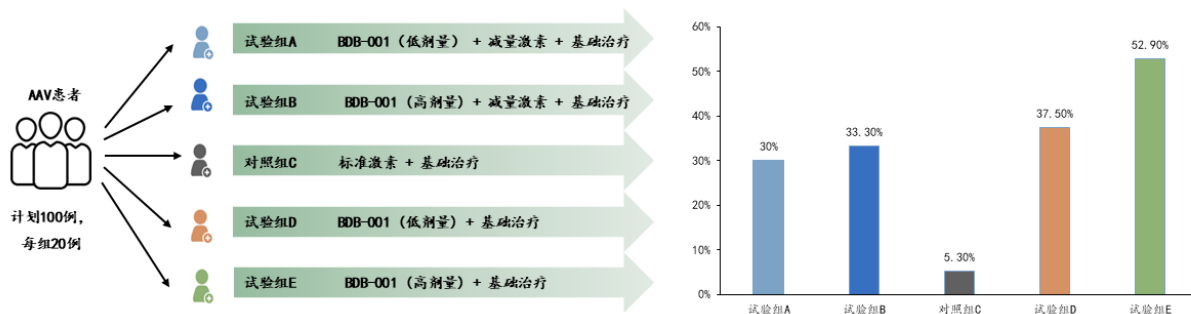 AAV患者
计划100例，
每组20例
试验组A BDB-001（低剂量）+ 减量激素 + 基础治疗
试验组B BDB-001（高剂量）+ 减量激素 + 基础治疗
对照组C 标准激素 + 基础治疗
试验组D BDB-001（低剂量）+ 基础治疗
试验组E BDB-001（高剂量）+ 基础治疗
60%
50%
40%
30%
20%
10%
0%
30%
33.30%
5.30%
37.50%
52.90%
试验组A
试验组B
对照组C
试验组D
试验组E